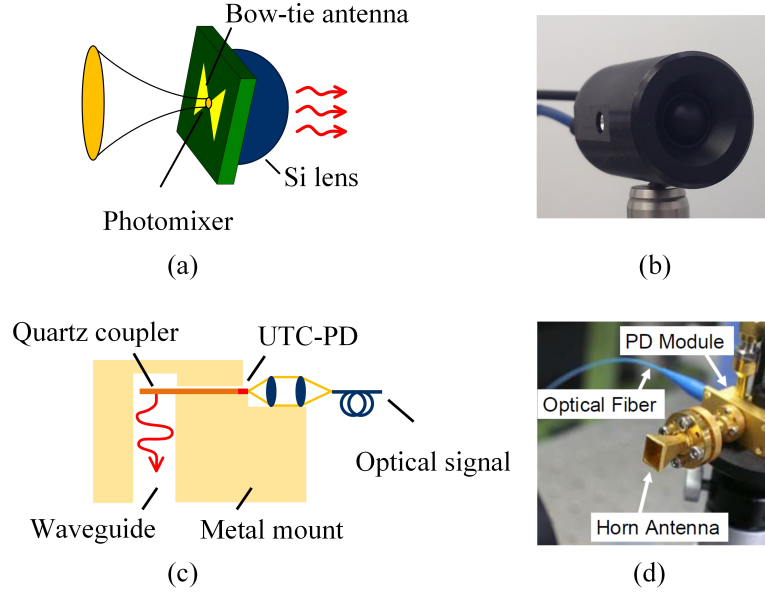 Bow-tie antenna
Si lens
Photomixer
(a)
(b)
Quartz coupler
UTC-PD
Optical signal
Waveguide
Metal mount
(c)
PD Module
Optical Fiber
Horn Antenna
(d)